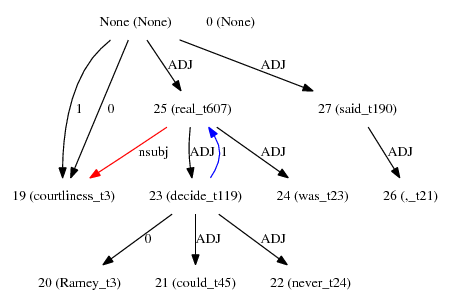 None (None) 0 (None)
ADJ ADJ
1 0
25 (real_t607) 27 (said_t190)
nsubj ADJ 1 ADJ ADJ
19 (courtliness_t3) 23 (decide_t119) 24 (was_t23) 26 (,_t21)
0 ADJ ADJ
20 (Ramey_t3) 21 (could_t45) 22 (never_t24)